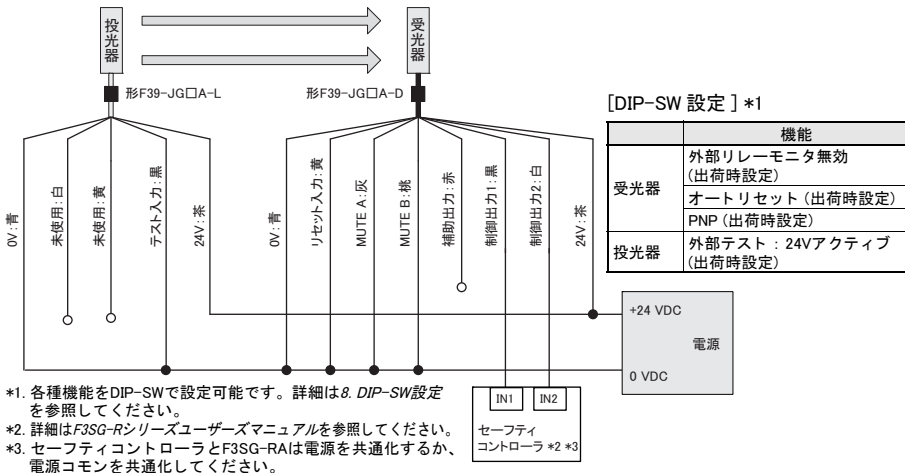 投光器
受光器
形F39-JG□A-L
形F39-JG□A-D
0V:青
未使用:白
未使用:黄
テスト入力:黒
24V:茶
0V:青
リセット入力:黄
MUTE A:灰
MUTE B:桃
補助出力:赤
制御出力1:黒
制御出力2:白
24V:茶
[DIP-SW 設定 ] *1
機能
受光器
外部リレーモニタ無効
(出荷時設定)
オートリセット (出荷時設定)
PNP (出荷時設定)
投光器
外部テスト : 24Vアクティブ
(出荷時設定)
+24 VDC
電源
0 VDC
IN1
IN2
セーフティ
コントローラ *2 *3
*1. 各種機能をDIP-SWで設定可能です。詳細は8. DIP-SW設定
を参照してください。
*2. 詳細はF3SG-Rシリーズユーザーズマニュアルを参照してください。
*3. セーフティコントローラとF3SG-RAは電源を共通化するか、
電源コモンを共通化してください。